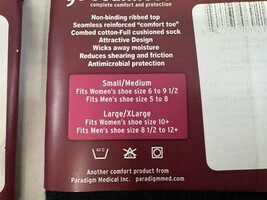 complete comfort and protection
Non-binding ribbed top
Seamless reinforced "comfort toe"
Combed cotton-Full cushioned sock
Attractive Design
Wicks away moisture
Reduces shearing and friction
Antimicrobial protection
Small/Medium
Fits Women's shoe size 6 to 9 1/2
Fits Men's shoe size 5 to 8
Large/XLarge
Fits Women's shoe size 10+
Fits Men's shoe size 8 1/2 to 12+
Another comfort product from
Paradigm Medical Inc. paradigmmed.com